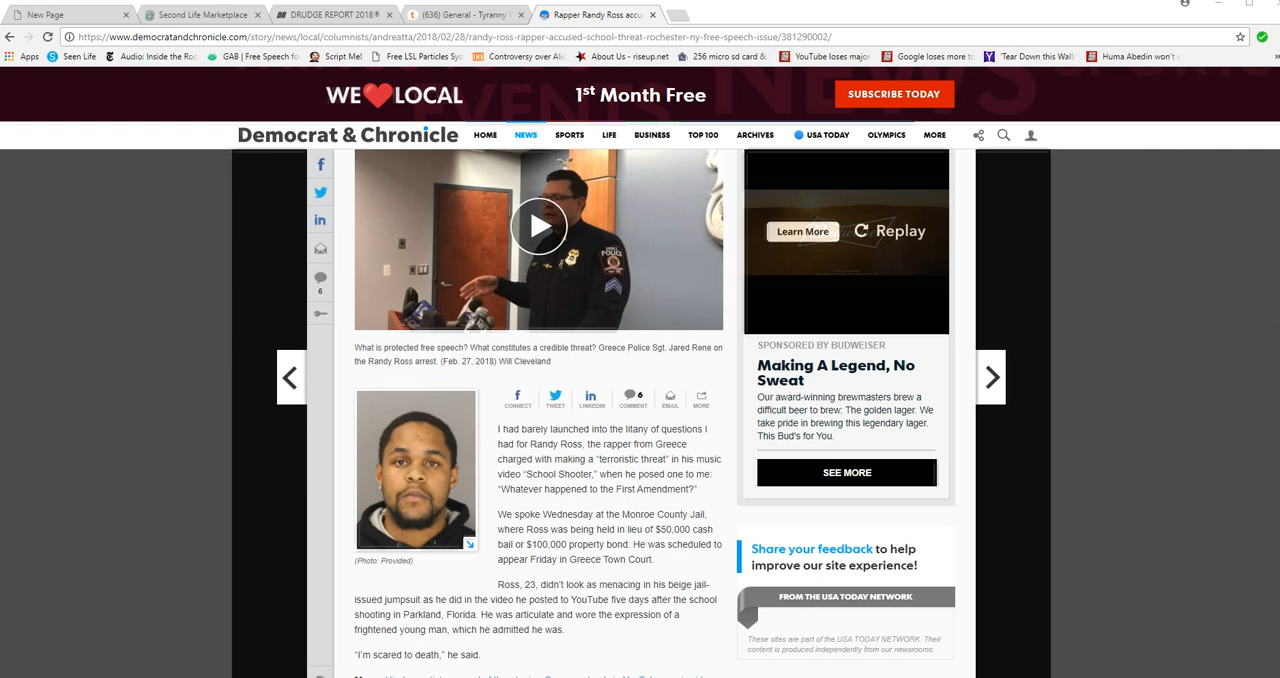 New Page
Second Life Marketplace
DRUDGE REPORT 2018®
(636) General - Tyranny
Rapper Randy Ross accu
https://www.democratandchronicle.com/story/news/local/columnists/andreatta/2018/02/28/randy-ross-rapper-accused-school-threat-rochester-ny-free-speech-issue/381290002/
Apps
Seen Life
Audio: Inside the Roo
GAB | Free Speech fo
Script Me!
Free LSL Particles Sys
Controversy over Alic
About Us - riseup.net
256 micro sd card &
YouTube loses major
Google loses more to
'Tear Down this Wall
Huma Abedin won't e
WE LOCAL
1st Month Free
SUBSCRIBE TODAY
Democrat & Chronicle
HOME NEWS SPORTS LIFE BUSINESS TOP 100 ARCHIVES USA TODAY OLYMPICS MORE
6
POLICE
What is protected free speech? What constitutes a credible threat? Greece Police Sgt. Jared Rene on
the Randy Ross arrest. (Feb. 27, 2018) Will Cleveland
(Photo: Provided)
6
CONNECT TWEET LINKEDIN COMMENT EMAIL MORE
I had barely launched into the litany of questions I
had for Randy Ross, the rapper from Greece
charged with making a “terroristic threat” in his music
video “School Shooter,” when he posed one to me:
“Whatever happened to the First Amendment?”
We spoke Wednesday at the Monroe County Jail,
where Ross was being held in lieu of $50,000 cash
bail or $100,000 property bond. He was scheduled to
appear Friday in Greece Town Court.
Ross, 23, didn’t look as menacing in his beige jail-
issued jumpsuit as he did in the video he posted to YouTube five days after the school
shooting in Parkland, Florida. He was articulate and wore the expression of a
frightened young man, which he admitted he was.
“I’m scared to death,” he said.
Learn More
Replay
SPONSORED BY BUDWEISER
Making A Legend, No
Sweat
Our award-winning brewmasters brew a
difficult beer to brew: The golden lager. We
take pride in brewing this legendary lager.
This Bud's for You.
SEE MORE
Share your feedback to help
improve our site experience!
FROM THE USA TODAY NETWORK
These sites are part of the USA TODAY NETWORK. Their
content is produced independently from our newsrooms.